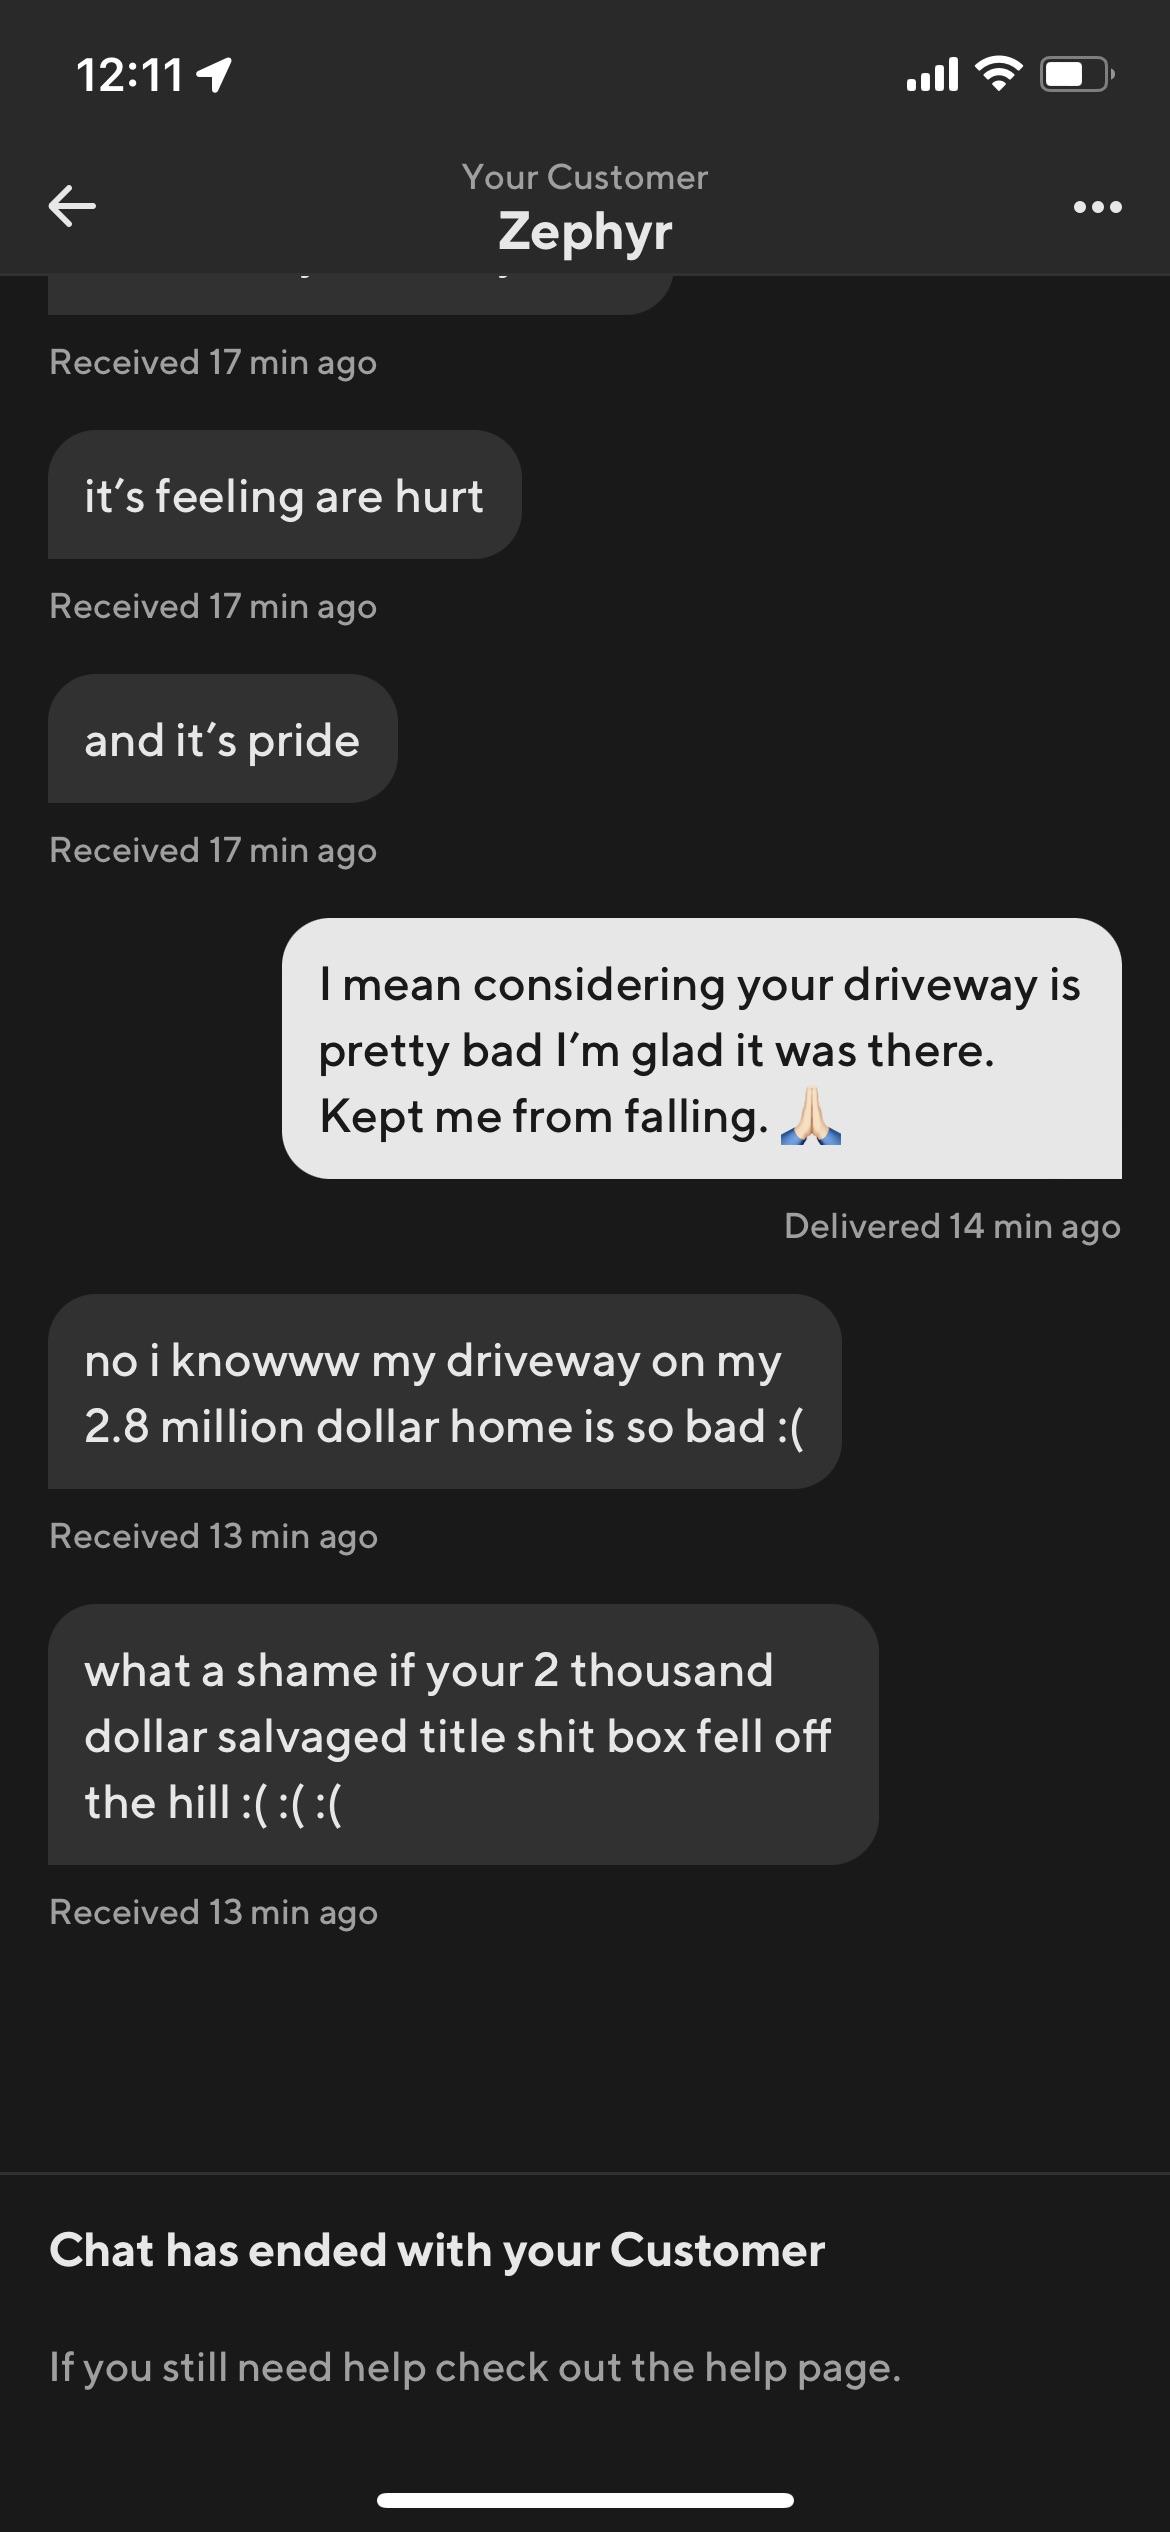 12:11
Your Customer
Zephyr
Received 17 min ago
it’s feeling are hurt
Received 17 min ago
and it’s pride
Received 17 min ago
I mean considering your driveway is
pretty bad I’m glad it was there.
Kept me from falling. 🙏🏻
Delivered 14 min ago
no i knowww my driveway on my
2.8 million dollar home is so bad :(
Received 13 min ago
what a shame if your 2 thousand
dollar salvaged title shit box fell off
the hill :( :( :(
Received 13 min ago
Chat has ended with your Customer
If you still need help check out the help page.